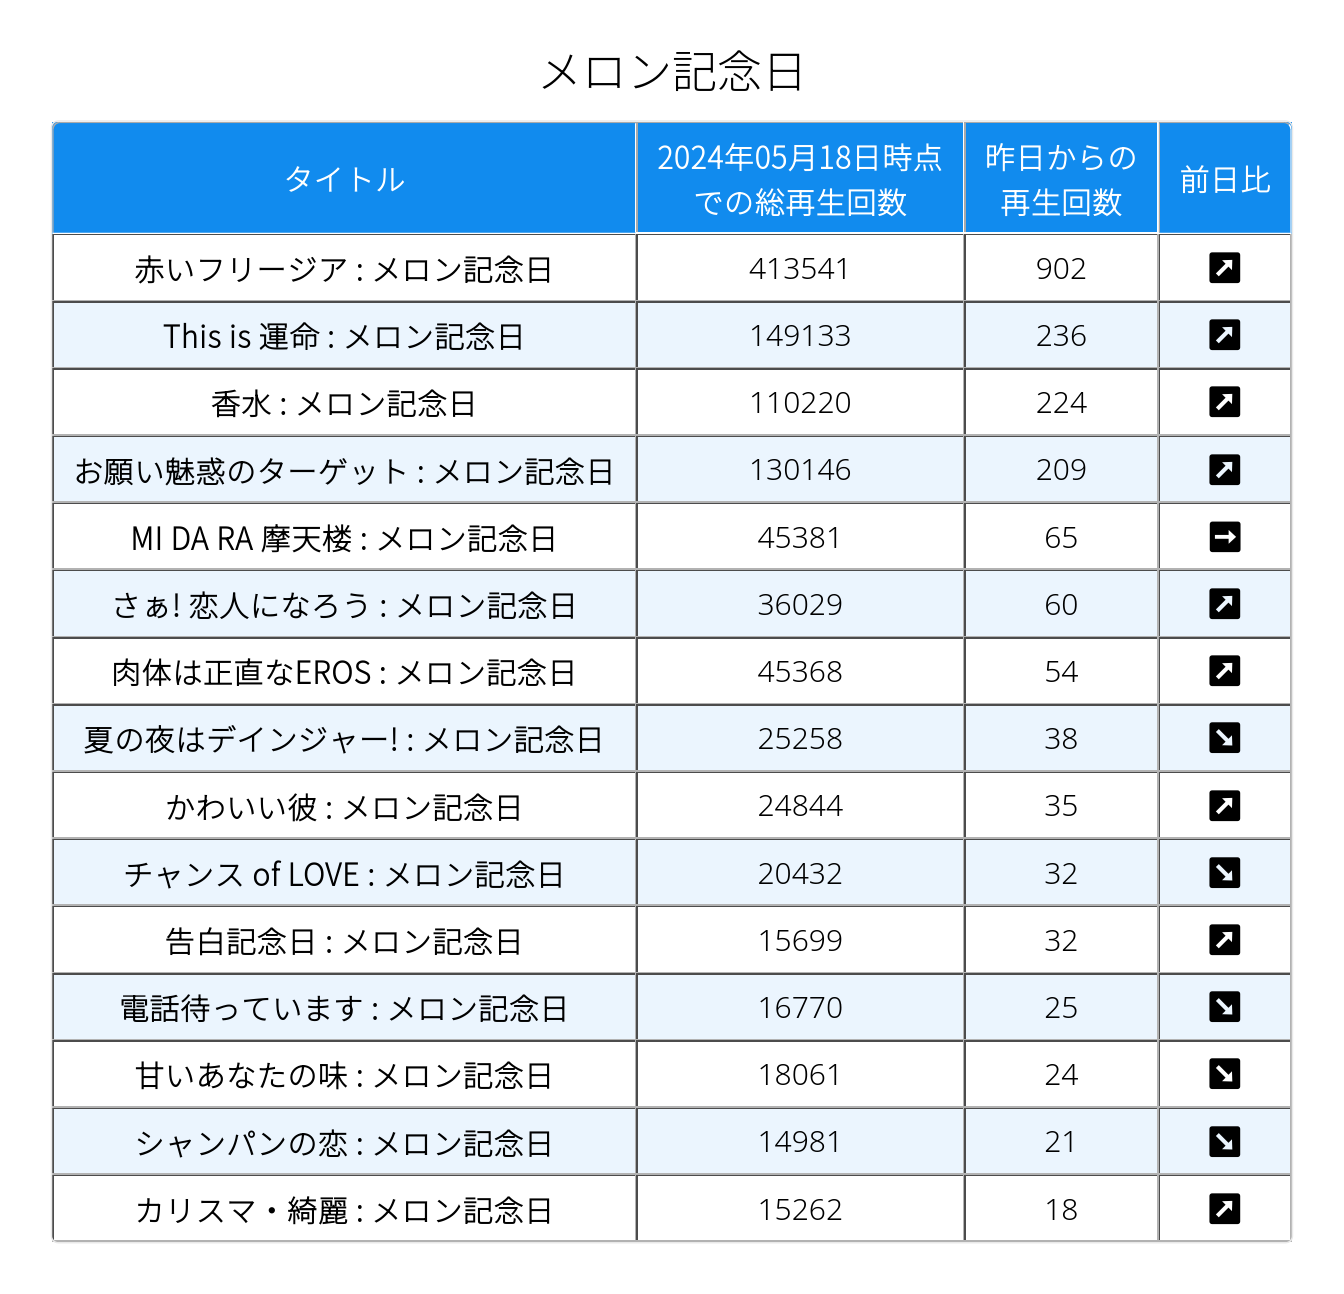 メロン記念日
タイトル 2024年05月18日時点での総再生回数 昨日からの再生回数 前日比
赤いフリージア : メロン記念日 413541 902 ↗
This is 運命 : メロン記念日 149133 236 ↗
香水 : メロン記念日 110220 224 ↗
お願い魅惑のターゲット : メロン記念日 130146 209 ↗
MI DA RA 摩天楼 : メロン記念日 45381 65 →
さぁ! 恋人になろう : メロン記念日 36029 60 ↗
肉体は正直なEROS : メロン記念日 45368 54 ↗
夏の夜はデインジャー! : メロン記念日 25258 38 ↘
かわいい彼 : メロン記念日 24844 35 ↗
チャンス of LOVE : メロン記念日 20432 32 ↘
告白記念日 : メロン記念日 15699 32 ↗
電話待っています : メロン記念日 16770 25 ↘
甘いあなたの味 : メロン記念日 18061 24 ↘
シャンパンの恋 : メロン記念日 14981 21 ↘
カリスマ・綺麗 : メロン記念日 15262 18 ↗